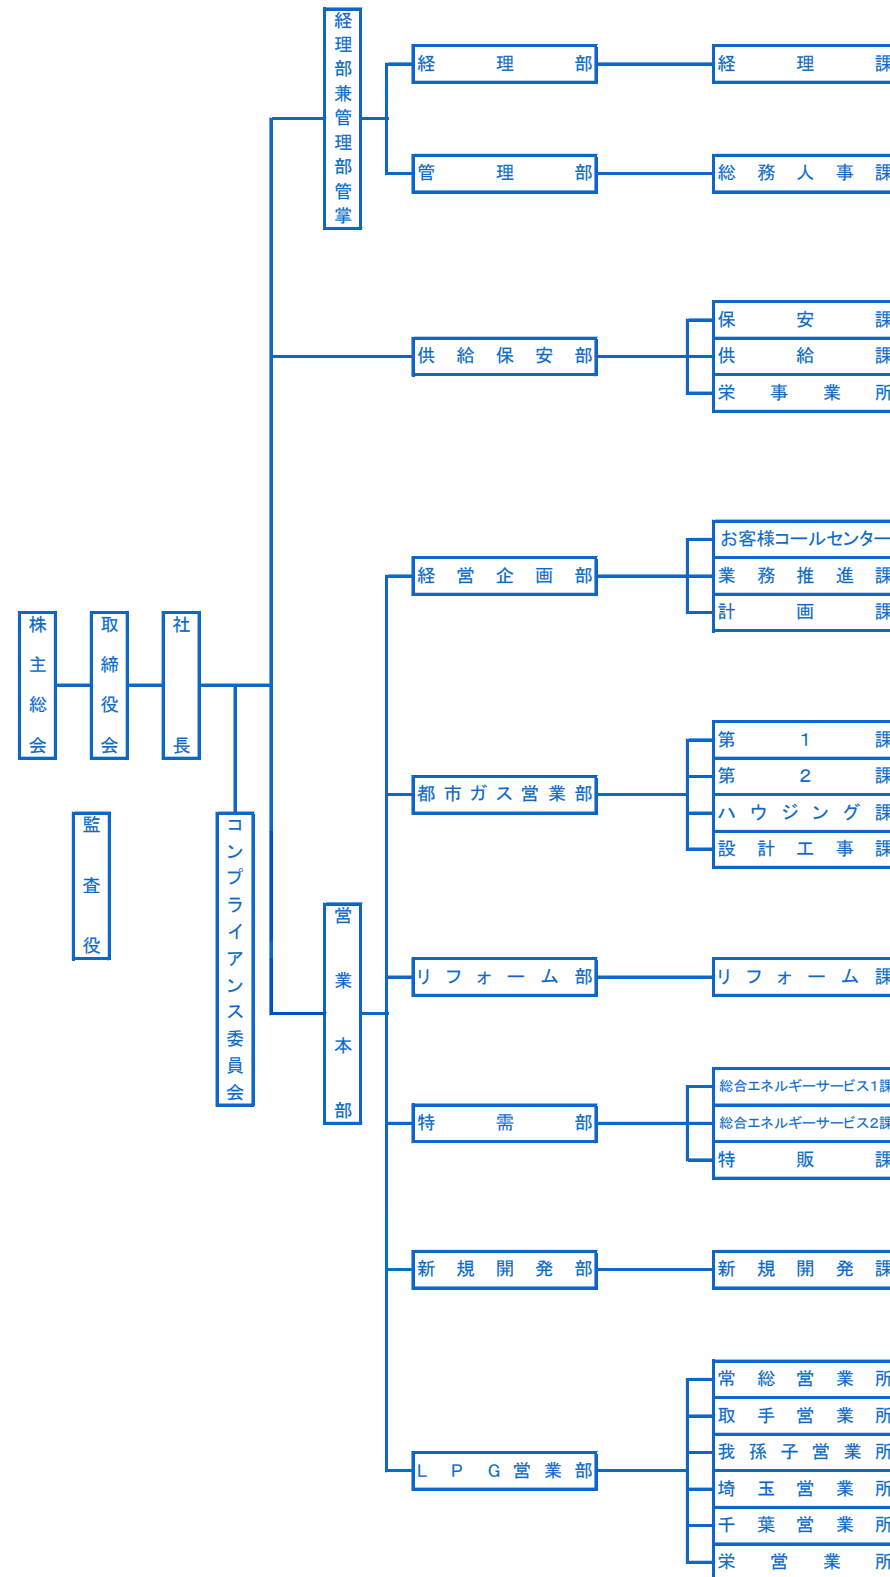 株主総会
取締役会
社長
監査役
コンプライアンス委員会
経理部兼管理部管掌
経理部
経理課
管理部
総務人事課
供給保安部
保安課
供給課
栄事業所
営業本部
経営企画部
お客様コールセンター
業務推進課
計画課
都市ガス営業部
第1課
第2課
ハウジング課
設計工事課
リフォーム部
リフォーム課
特需部
総合エネルギーサービス1課
総合エネルギーサービス2課
特販課
新規開発部
新規開発課
LPG営業部
常総営業所
取手営業所
我孫子営業所
埼玉営業所
千葉営業所
栄営業所